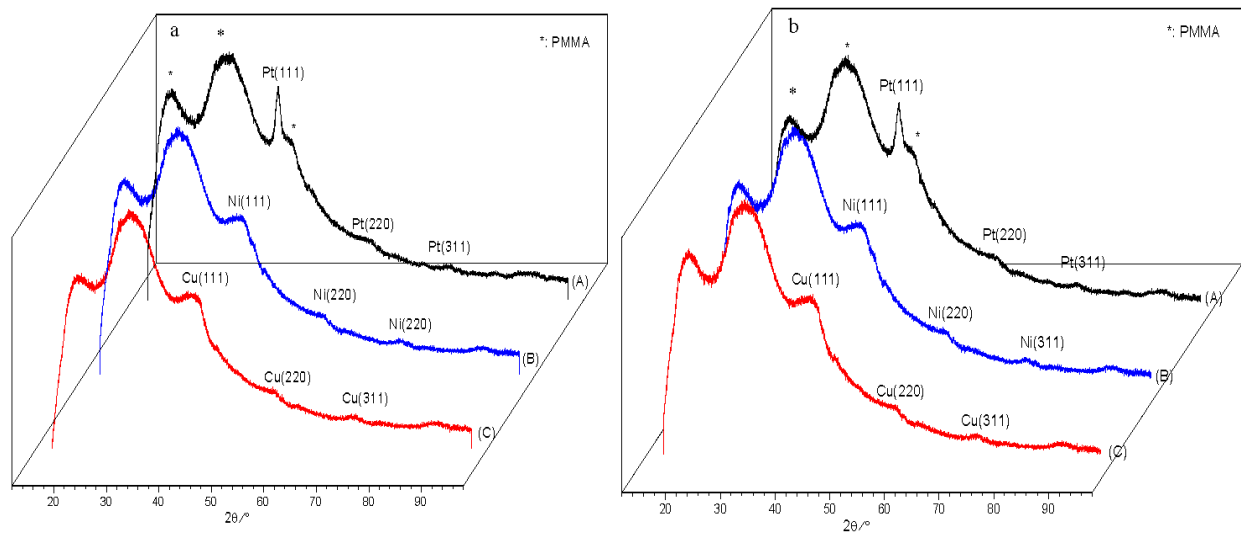 a
*
*: PMMA
*
Pt(111)
*
Ni(111)
Pt(220)
Pt(311)
Cu(111)
(A)
Ni(220)
Ni(220)
(B)
Cu(220)
Cu(311)
(C)
20 30 40 50 60 70 80 90
2θ/°
b
*: PMMA
*
*
Pt(111)
*
Ni(111)
Pt(220)
Pt(311)
Cu(111)
(A)
Ni(220)
Ni(311)
(B)
Cu(220)
Cu(311)
(C)
20 30 40 50 60 70 80 90
2θ/°